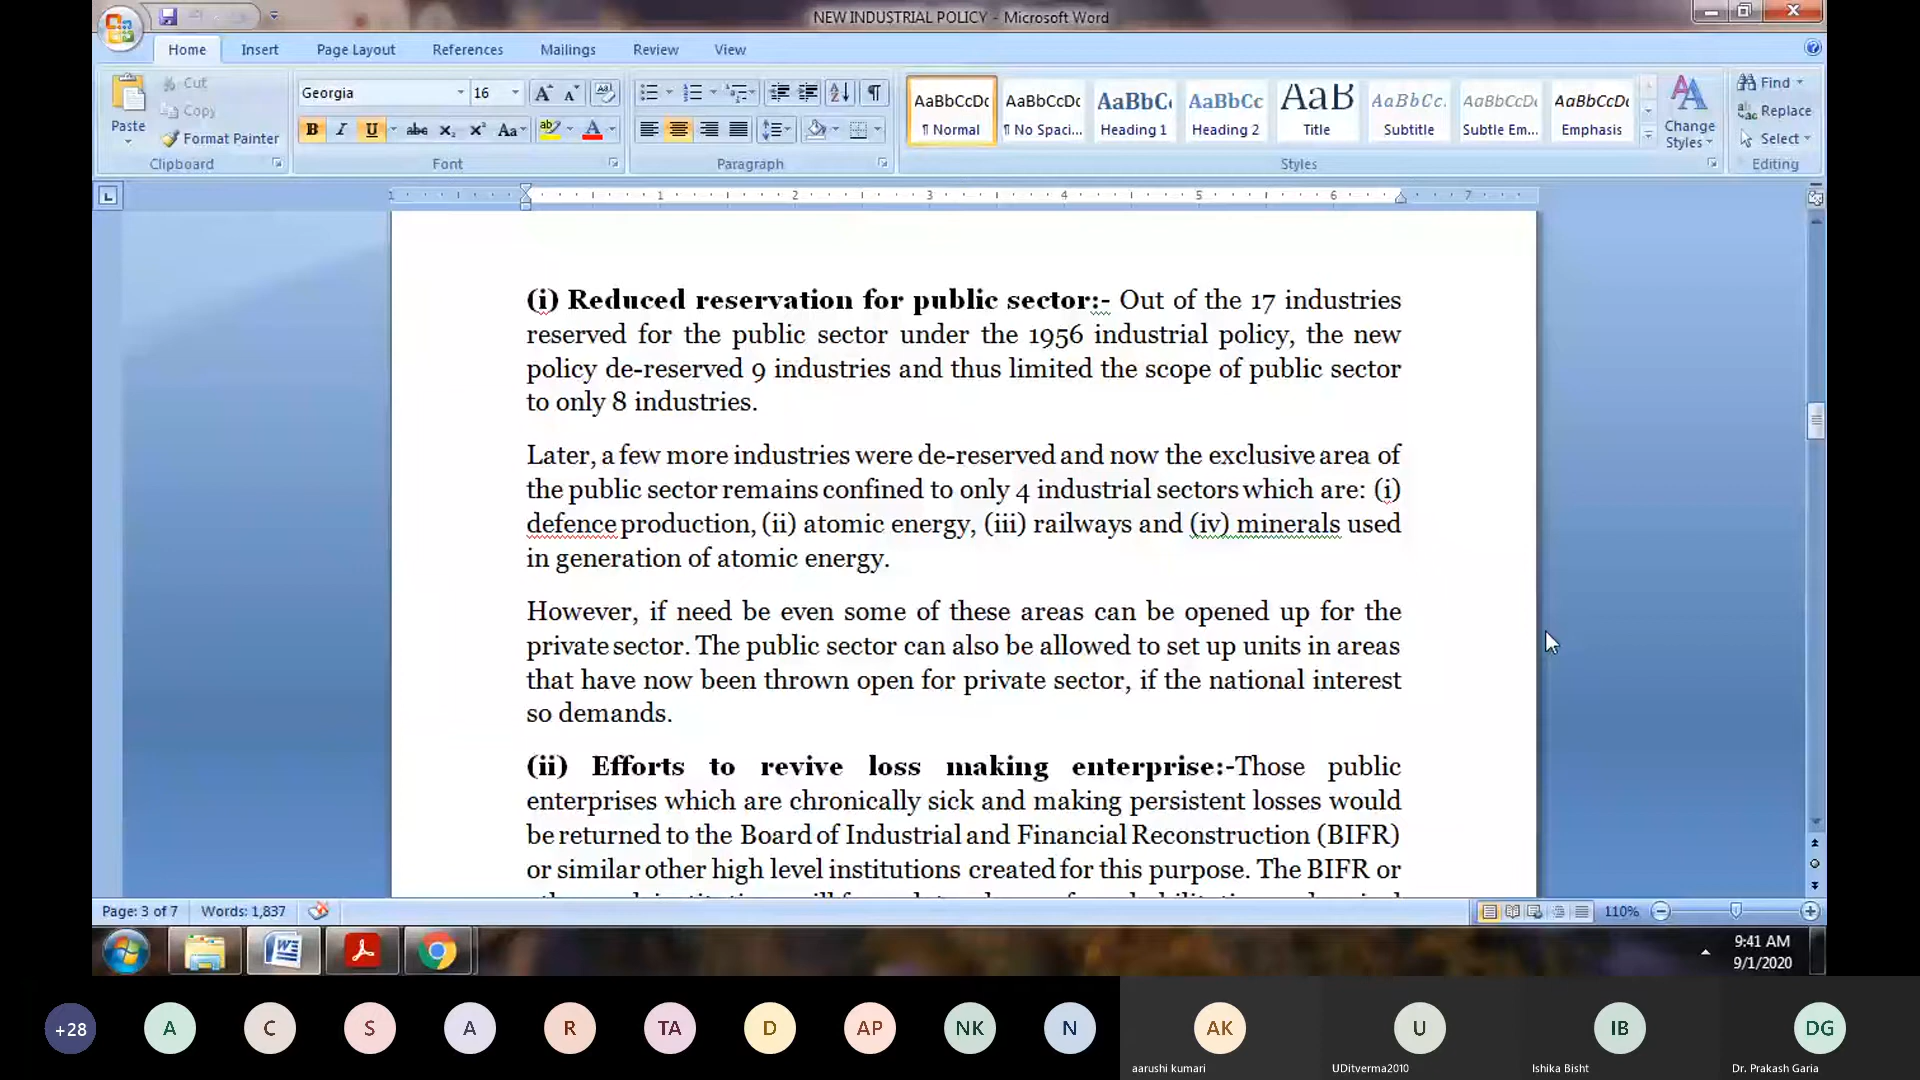 NEW INDUSTRIAL POLICY - Microsoft Word
Home Insert Page Layout References Mailings Review View
Paste
Cut
Copy
Format Painter
Clipboard
Georgia 16
Font
Paragraph
AaBbCcDc AaBbCcDc AaBbC AaBbCc AaB AaBbCc. AaBbCcDc AaBbCcDc
¶ Normal ¶ No Spaci... Heading 1 Heading 2 Title Subtitle Subtle Em... Emphasis
Change Styles
Styles
Find
Replace
Select
Editing
1 1 2 3 4 5 6 7
(i) Reduced reservation for public sector:- Out of the 17 industries
reserved for the public sector under the 1956 industrial policy, the new
policy de-reserved 9 industries and thus limited the scope of public sector
to only 8 industries.
Later, a few more industries were de-reserved and now the exclusive area of
the public sector remains confined to only 4 industrial sectors which are: (i)
defence production, (ii) atomic energy, (iii) railways and (iv) minerals used
in generation of atomic energy.
However, if need be even some of these areas can be opened up for the
private sector. The public sector can also be allowed to set up units in areas
that have now been thrown open for private sector, if the national interest
so demands.
(ii) Efforts to revive loss making enterprise:-Those public
enterprises which are chronically sick and making persistent losses would
be returned to the Board of Industrial and Financial Reconstruction (BIFR)
or similar other high level institutions created for this purpose. The BIFR or
Page: 3 of 7 Words: 1,837 110%
9:41 AM
9/1/2020
+28 A C S A R TA D AP NK N AK U IB DG
aarushi kumari UDitverma2010 Ishika Bisht Dr. Prakash Garia